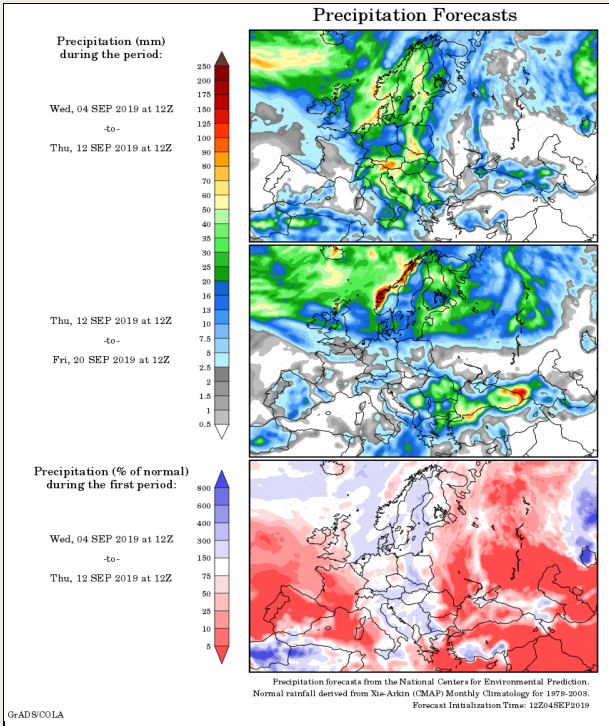 Precipitation Forecasts
Precipitation (mm)
during the period:
Wed, 04 SEP 2019 at 12Z
-to-
Thu, 12 SEP 2019 at 12Z
250
200
175
150
125
100
90
80
70
60
50
40
35
30
25
20
16
13
10
7.5
5
2.5
2
1.5
1
0.5
Thu, 12 SEP 2019 at 12Z
-to-
Fri, 20 SEP 2019 at 12Z
Precipitation (% of normal)
during the first period:
Wed, 04 SEP 2019 at 12Z
-to-
Thu, 12 SEP 2019 at 12Z
800
600
400
300
150
75
50
25
10
5
Precipitation forecasts from the National Centers for Environmental Prediction.
Normal rainfall derived from Xie-Arkin (CMAP) Monthly Climatology for 1979-2003.
Forecast Initialization Time: 12Z04SEP2019
GrADS/COLA